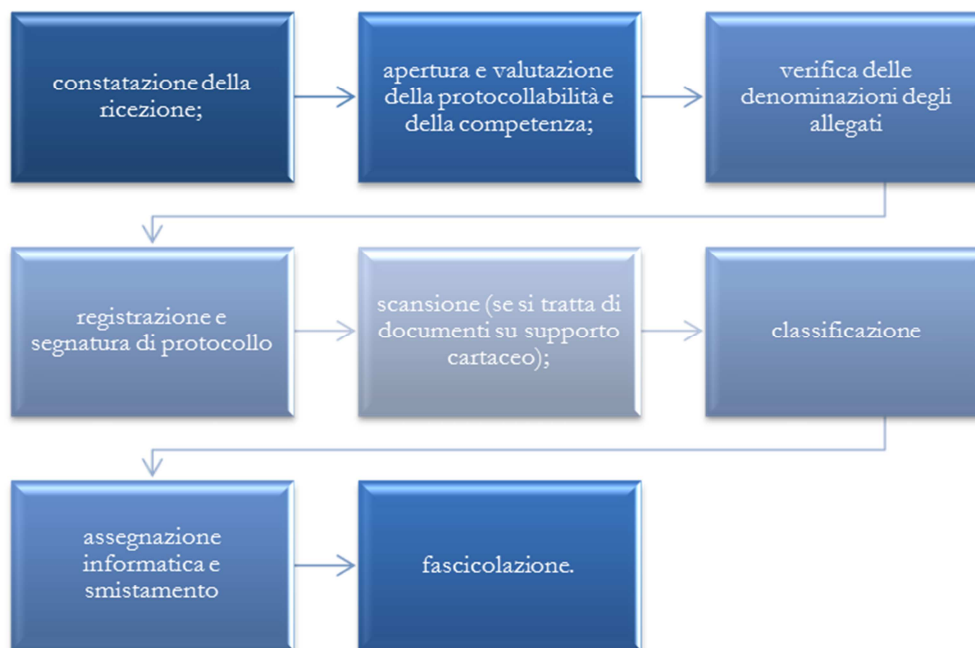 constatazione della
ricezione;
apertura e valutazione
della protocollabilità e
della competenza;
verifica delle
denominazioni degli
allegati
registrazione e
segnatura di protocollo
scansione (se si tratta di
documenti su supporto
cartaceo);
classificazione
assegnazione
informatica e
smistamento
fascicolazione.